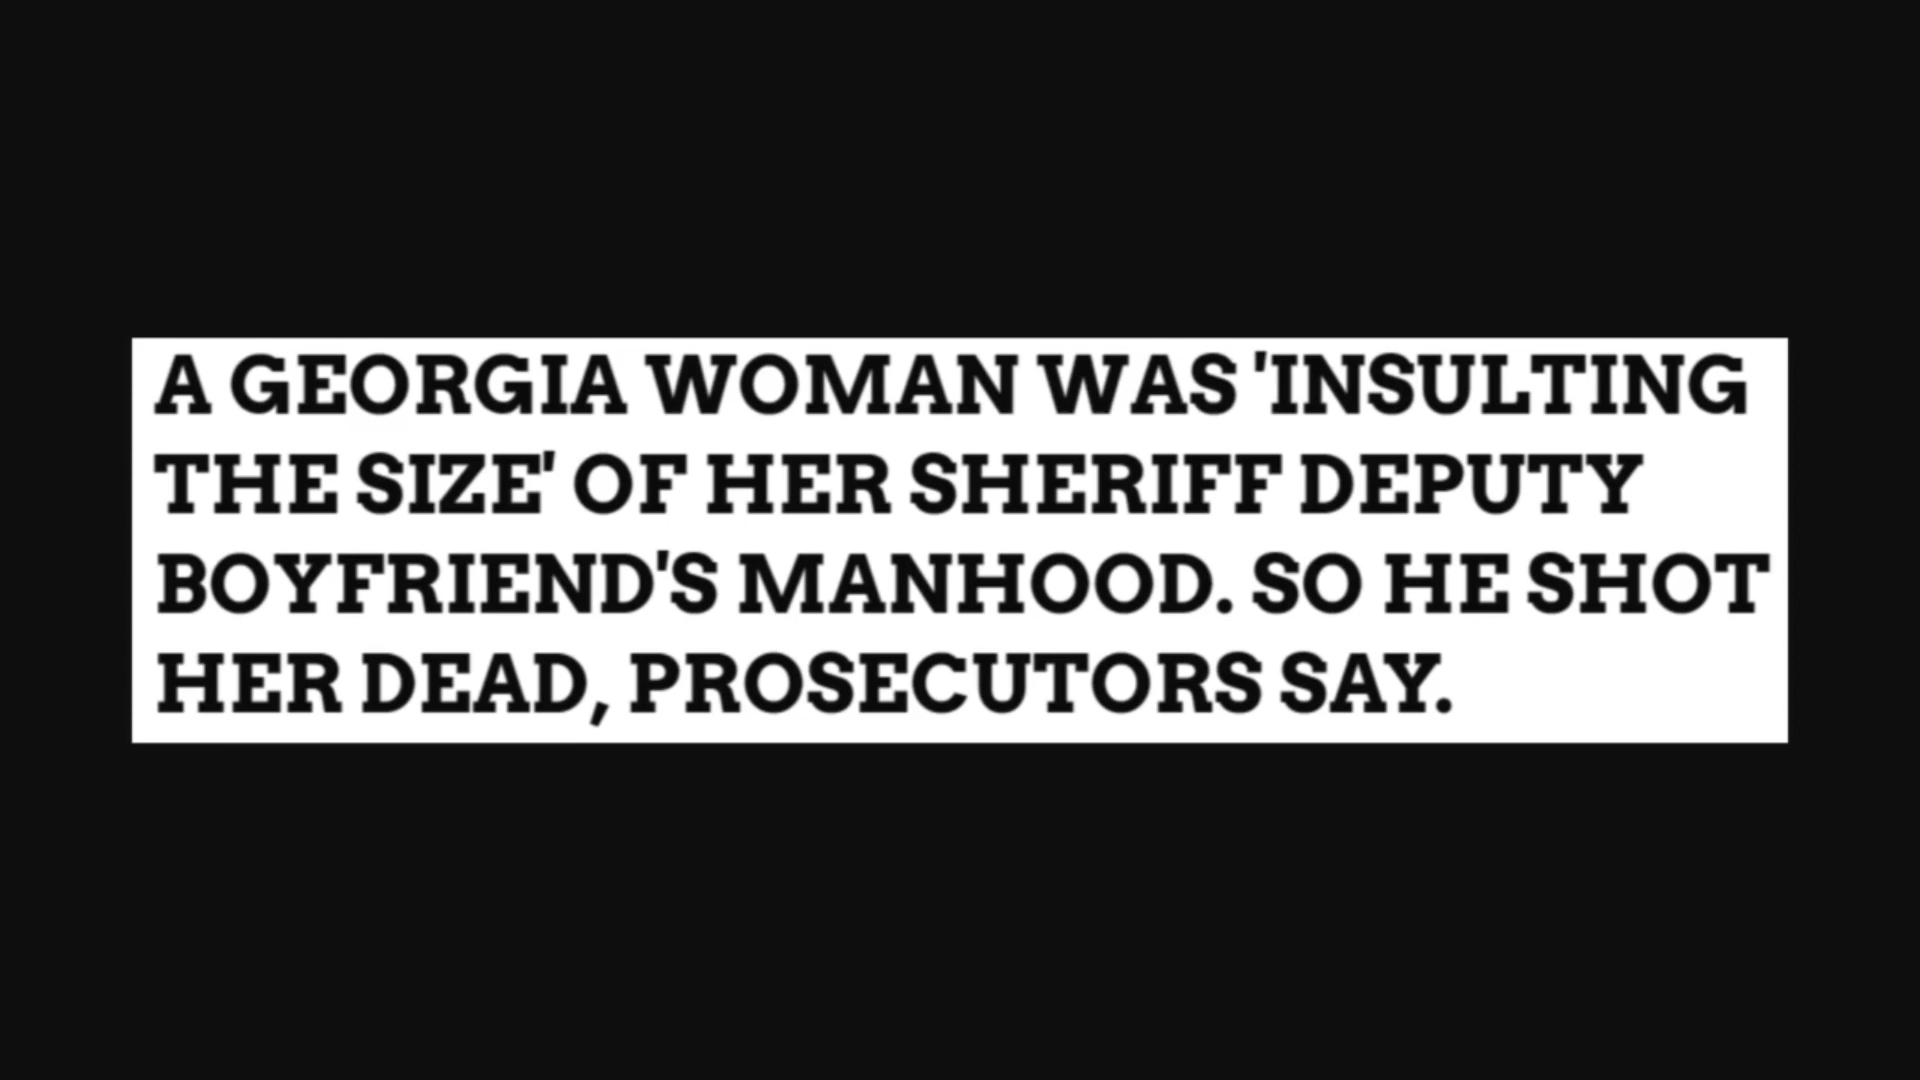 A GEORGIA WOMAN WAS 'INSULTING
THE SIZE' OF HER SHERIFF DEPUTY
BOYFRIEND'S MANHOOD. SO HE SHOT
HER DEAD, PROSECUTORS SAY.